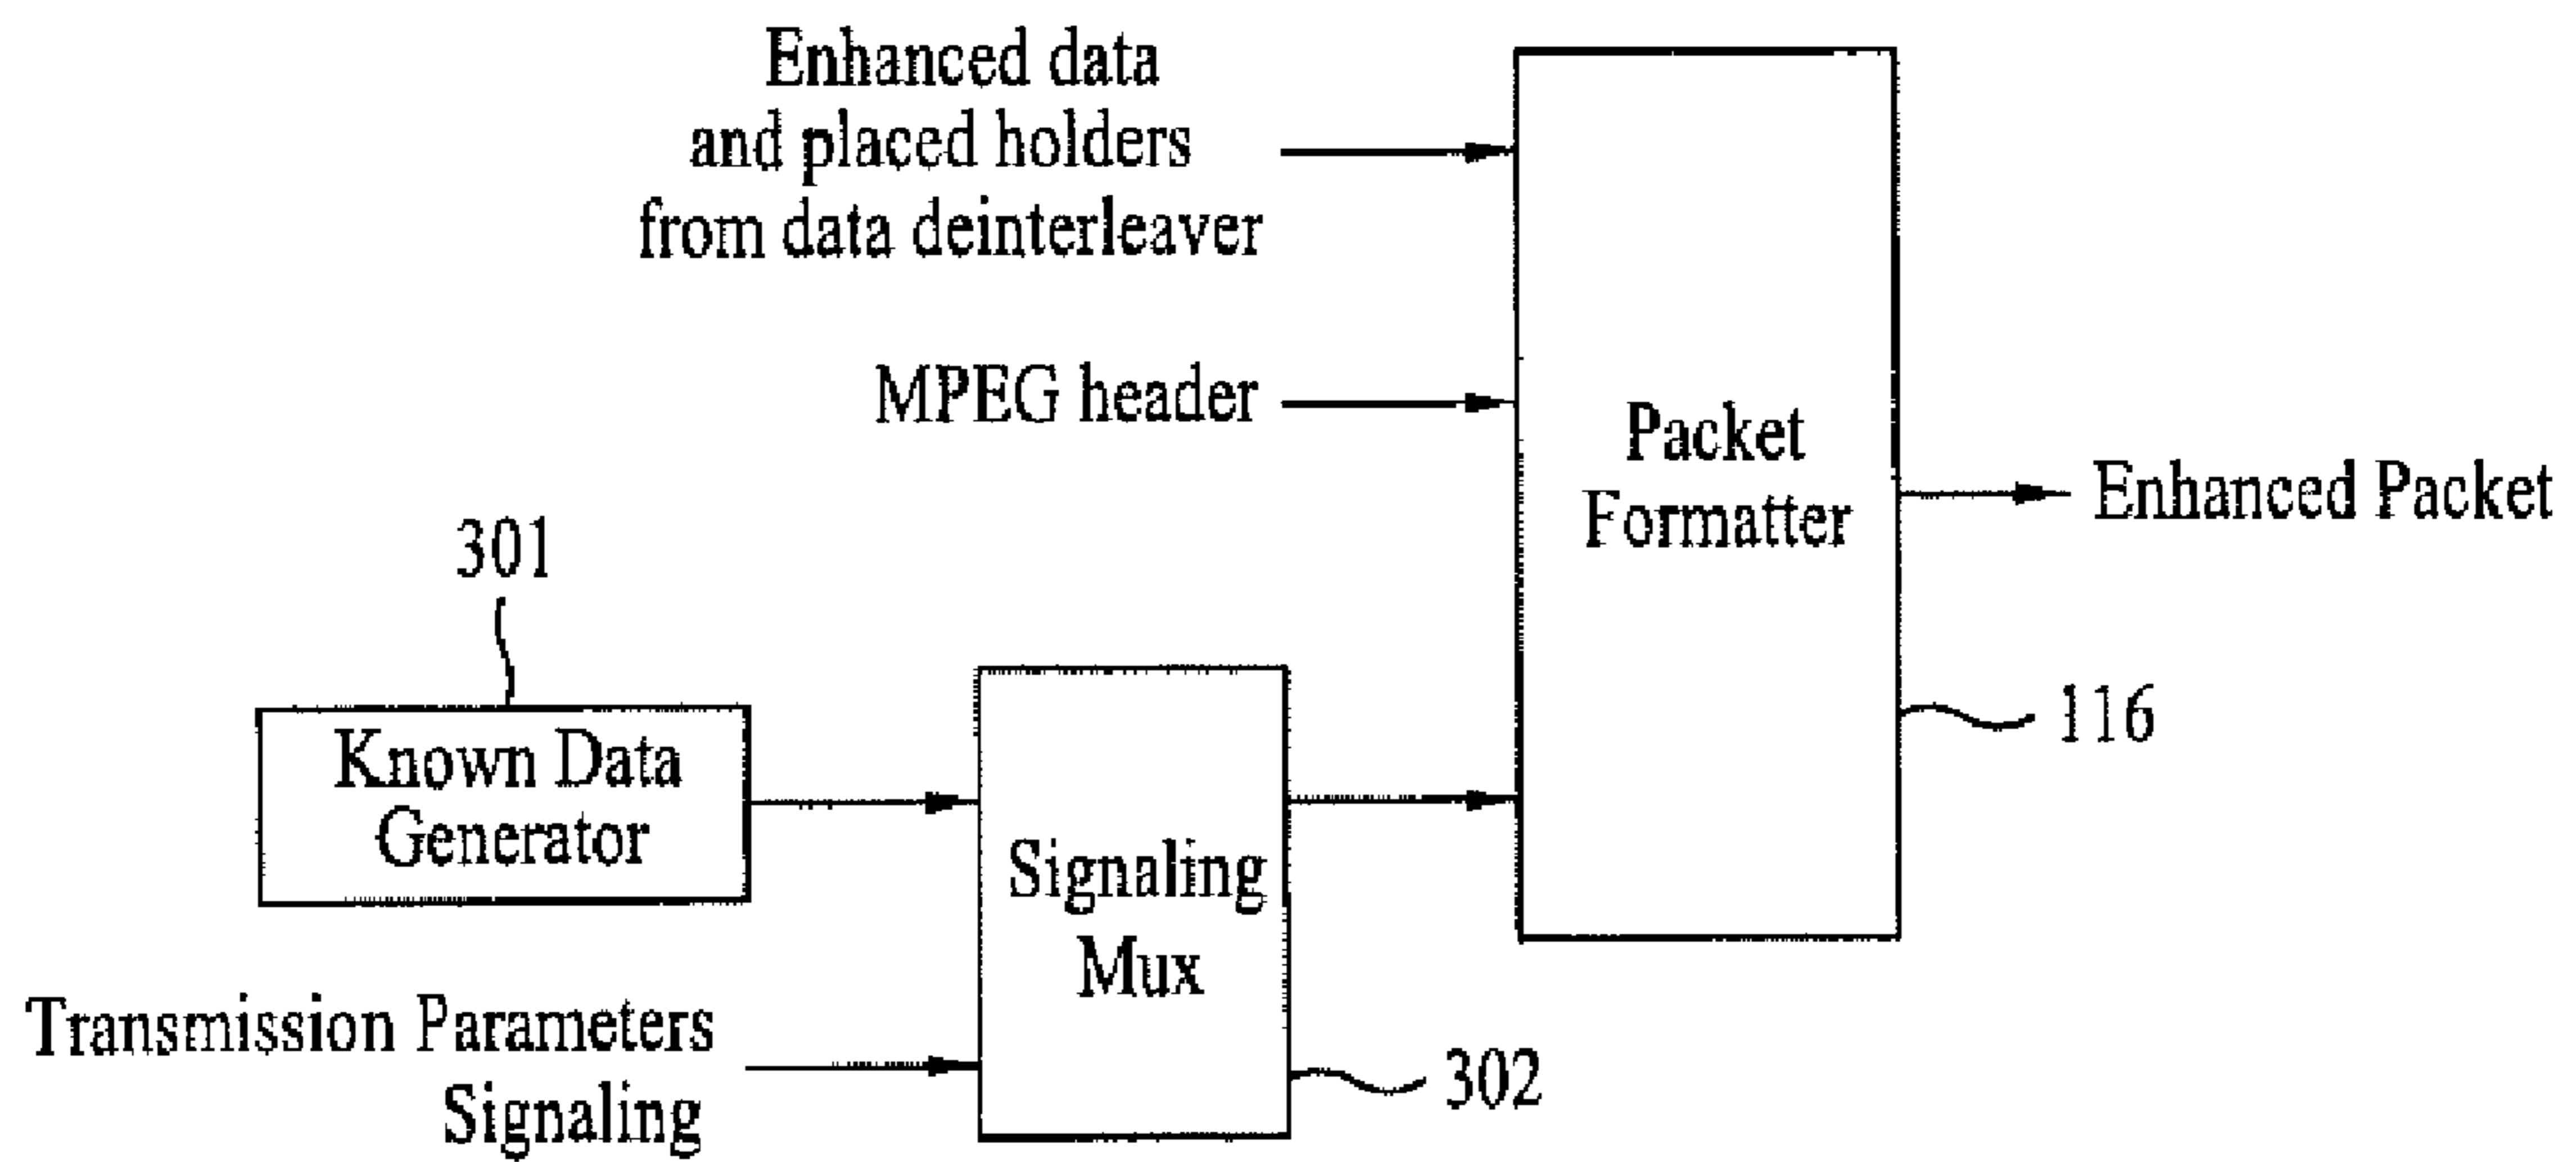 Enhanced data
and placed holders
from data deinterleaver
MPEG header
Packet
Formatter
Enhanced Packet
301
116
Known Data
Generator
Signaling
Mux
Transmission Parameters
Signaling
302